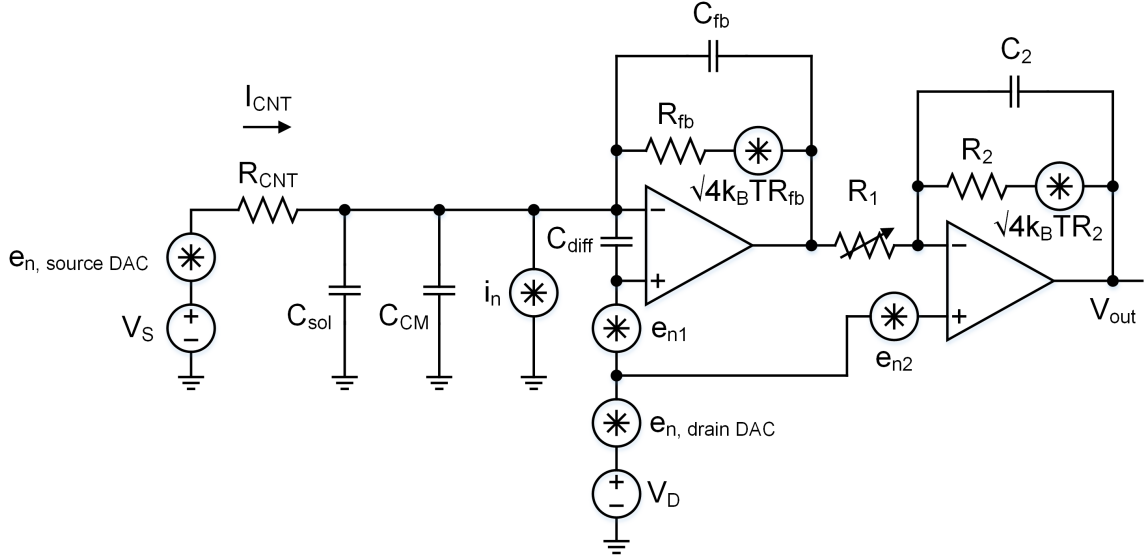 C_fb
C_2
I_CNT
R_fb
R_2
R_CNT
√4k_BTR_fb
R_1
√4k_BTR_2
−
−
C_diff
e_n, source DAC
+
i_n
V_S
+
−
C_sol
C_CM
e_n1
+
V_out
e_n2
e_n, drain DAC
+
−
V_D